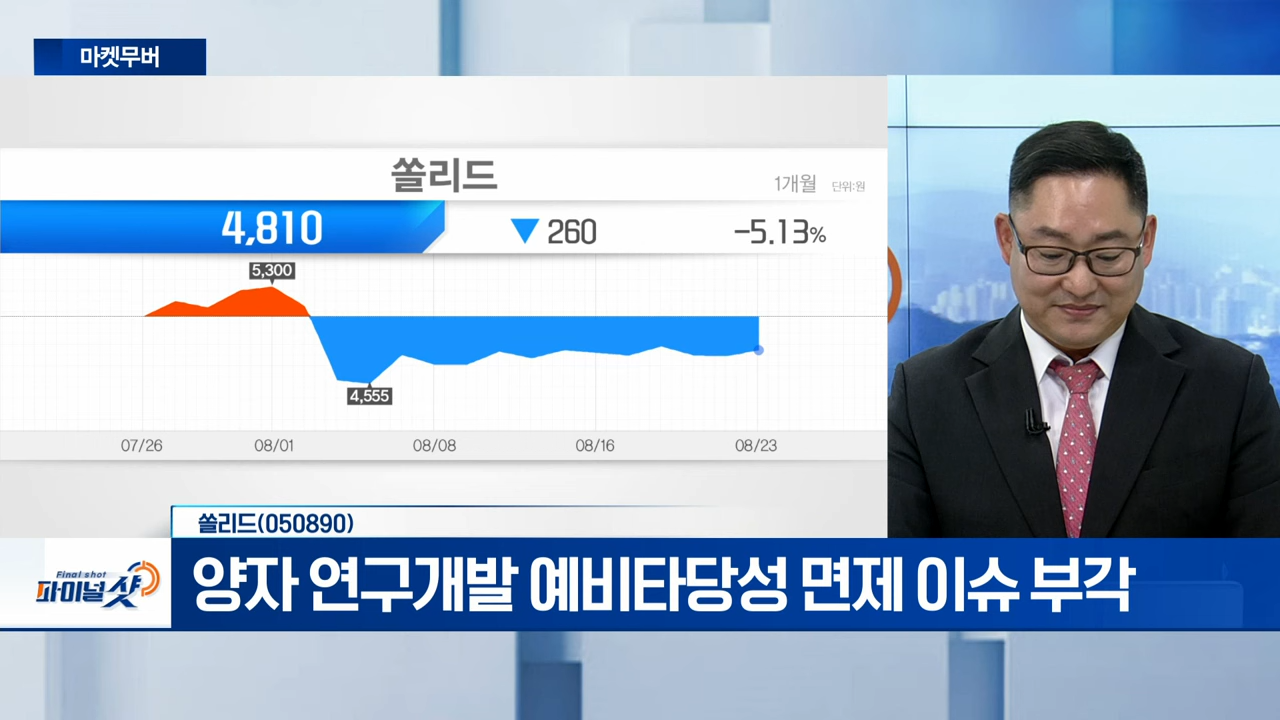 마켓무버
쏠리드
1개월 단위:원
4,810 ▼ 260 -5.13%
5,300
4,555
07/26 08/01 08/08 08/16 08/23
쏠리드(050890)
Final shot
파이널샷
양자 연구개발 예비타당성 면제 이슈 부각